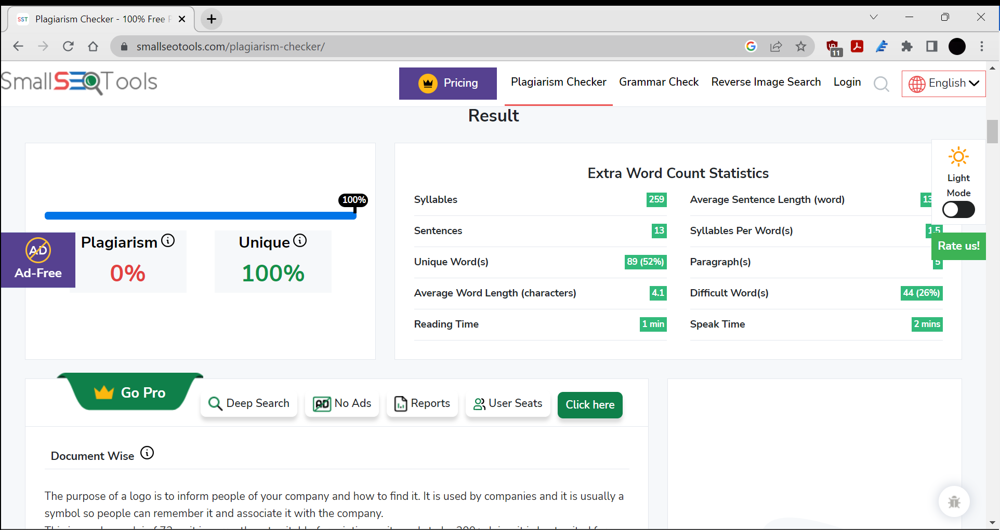 SST Plagiarism Checker - 100% Free
smallseotools.com/plagiarism-checker/
11
SmallSEOTools
Pricing
Plagiarism Checker
Grammar Check
Reverse Image Search
Login
English
Result
100%
Plagiarism
0%
Unique
100%
AD
Ad-Free
Extra Word Count Statistics
Syllables 259
Average Sentence Length (word) 13
Sentences 13
Syllables Per Word(s) 1.5
Unique Word(s) 89 (52%)
Paragraph(s) 5
Average Word Length (characters) 4.1
Difficult Word(s) 44 (26%)
Reading Time 1 min
Speak Time 2 mins
Light
Mode
Rate us!
Go Pro
Deep Search
AD No Ads
Reports
User Seats
Click here
Document Wise
The purpose of a logo is to inform people of your company and how to find it. It is used by companies and it is usually a
symbol so people can remember it and associate it with the company.